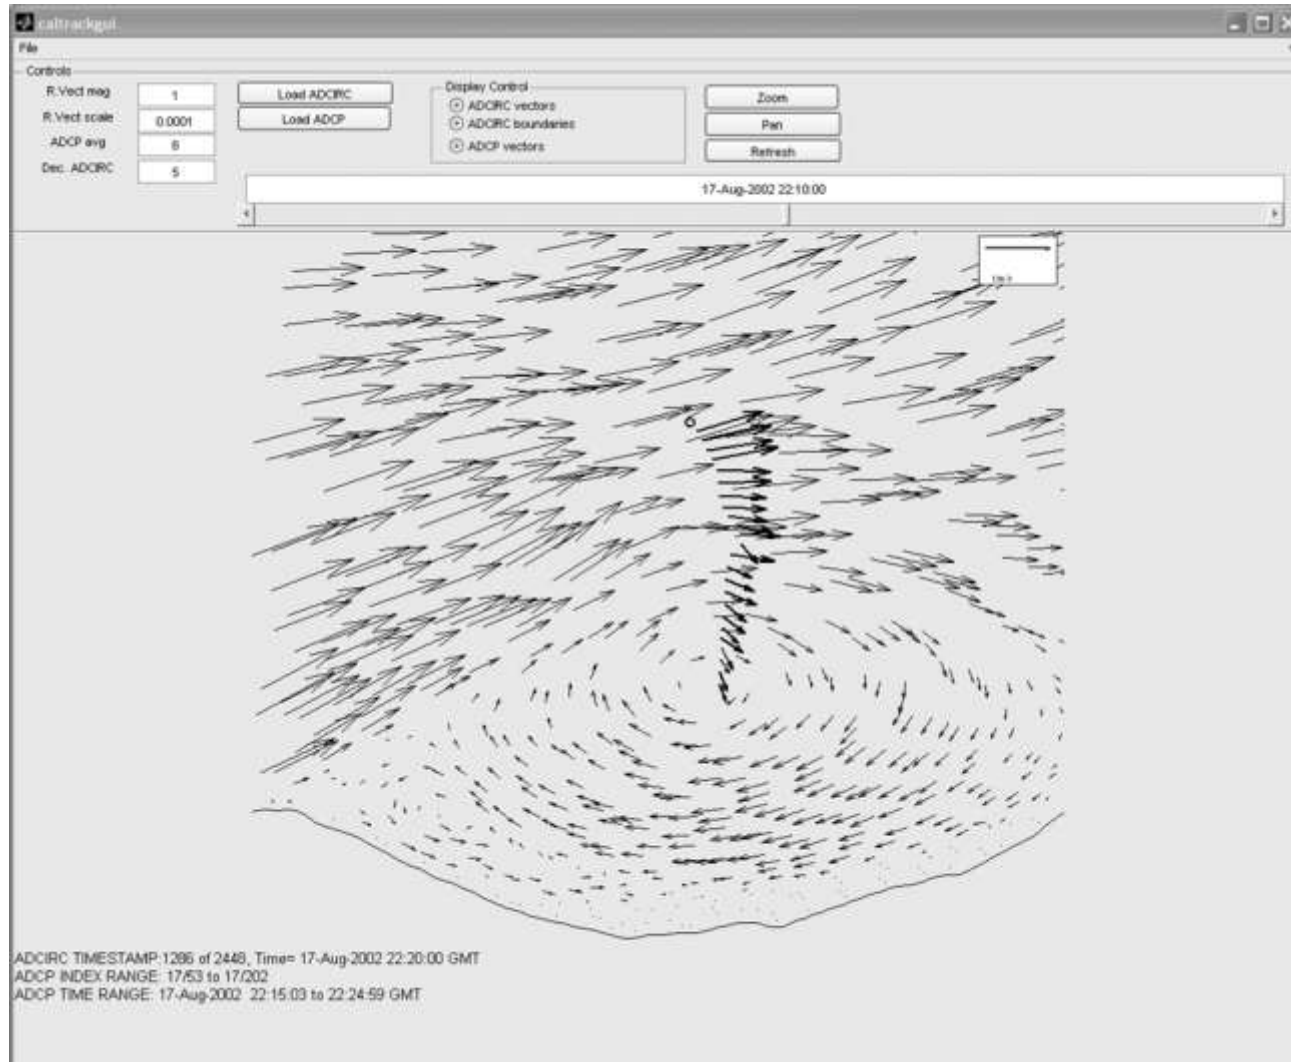 caltrackgui
File
Controls
R.Vect mag 1
R.Vect scale 0.0001
ADCP avg 6
Dec. ADCIRC 5
Load ADCIRC
Load ADCP
Display Control
ADCIRC vectors
ADCIRC boundaries
ADCP vectors
Zoom
Pan
Refresh
17-Aug-2002 22:10:00
ADCIRC TIMESTAMP:1286 of 2448, Time= 17-Aug-2002 22:20:00 GMT
ADCP INDEX RANGE: 17/53 to 17/202
ADCP TIME RANGE: 17-Aug-2002 22:15:03 to 22:24:59 GMT